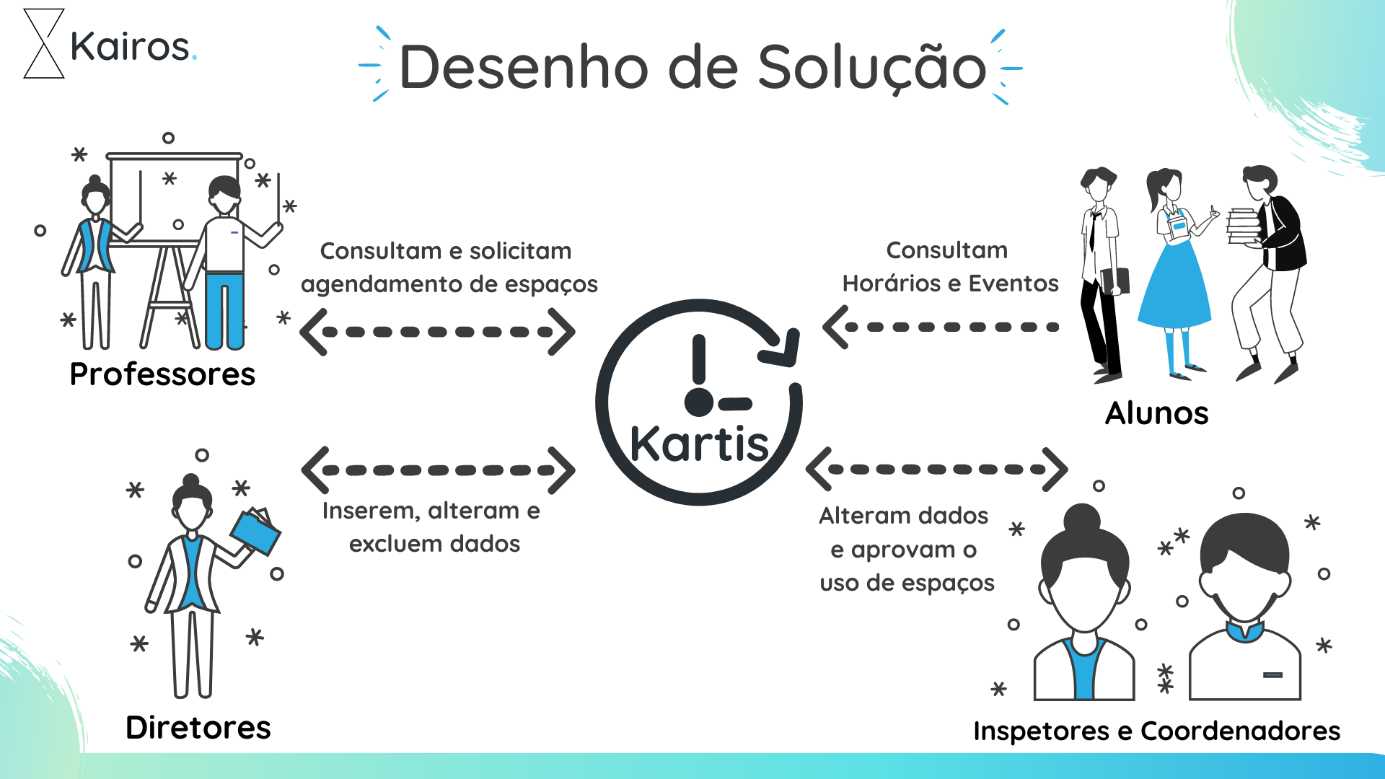 Kairos.
Desenho de Solução
Consultam e solicitam
agendamento de espaços
Professores
Consultam
Horários e Eventos
Alunos
Kartis
Inserem, alteram e
excluem dados
Diretores
Alteram dados
e aprovam o
uso de espaços
Inspetores e Coordenadores